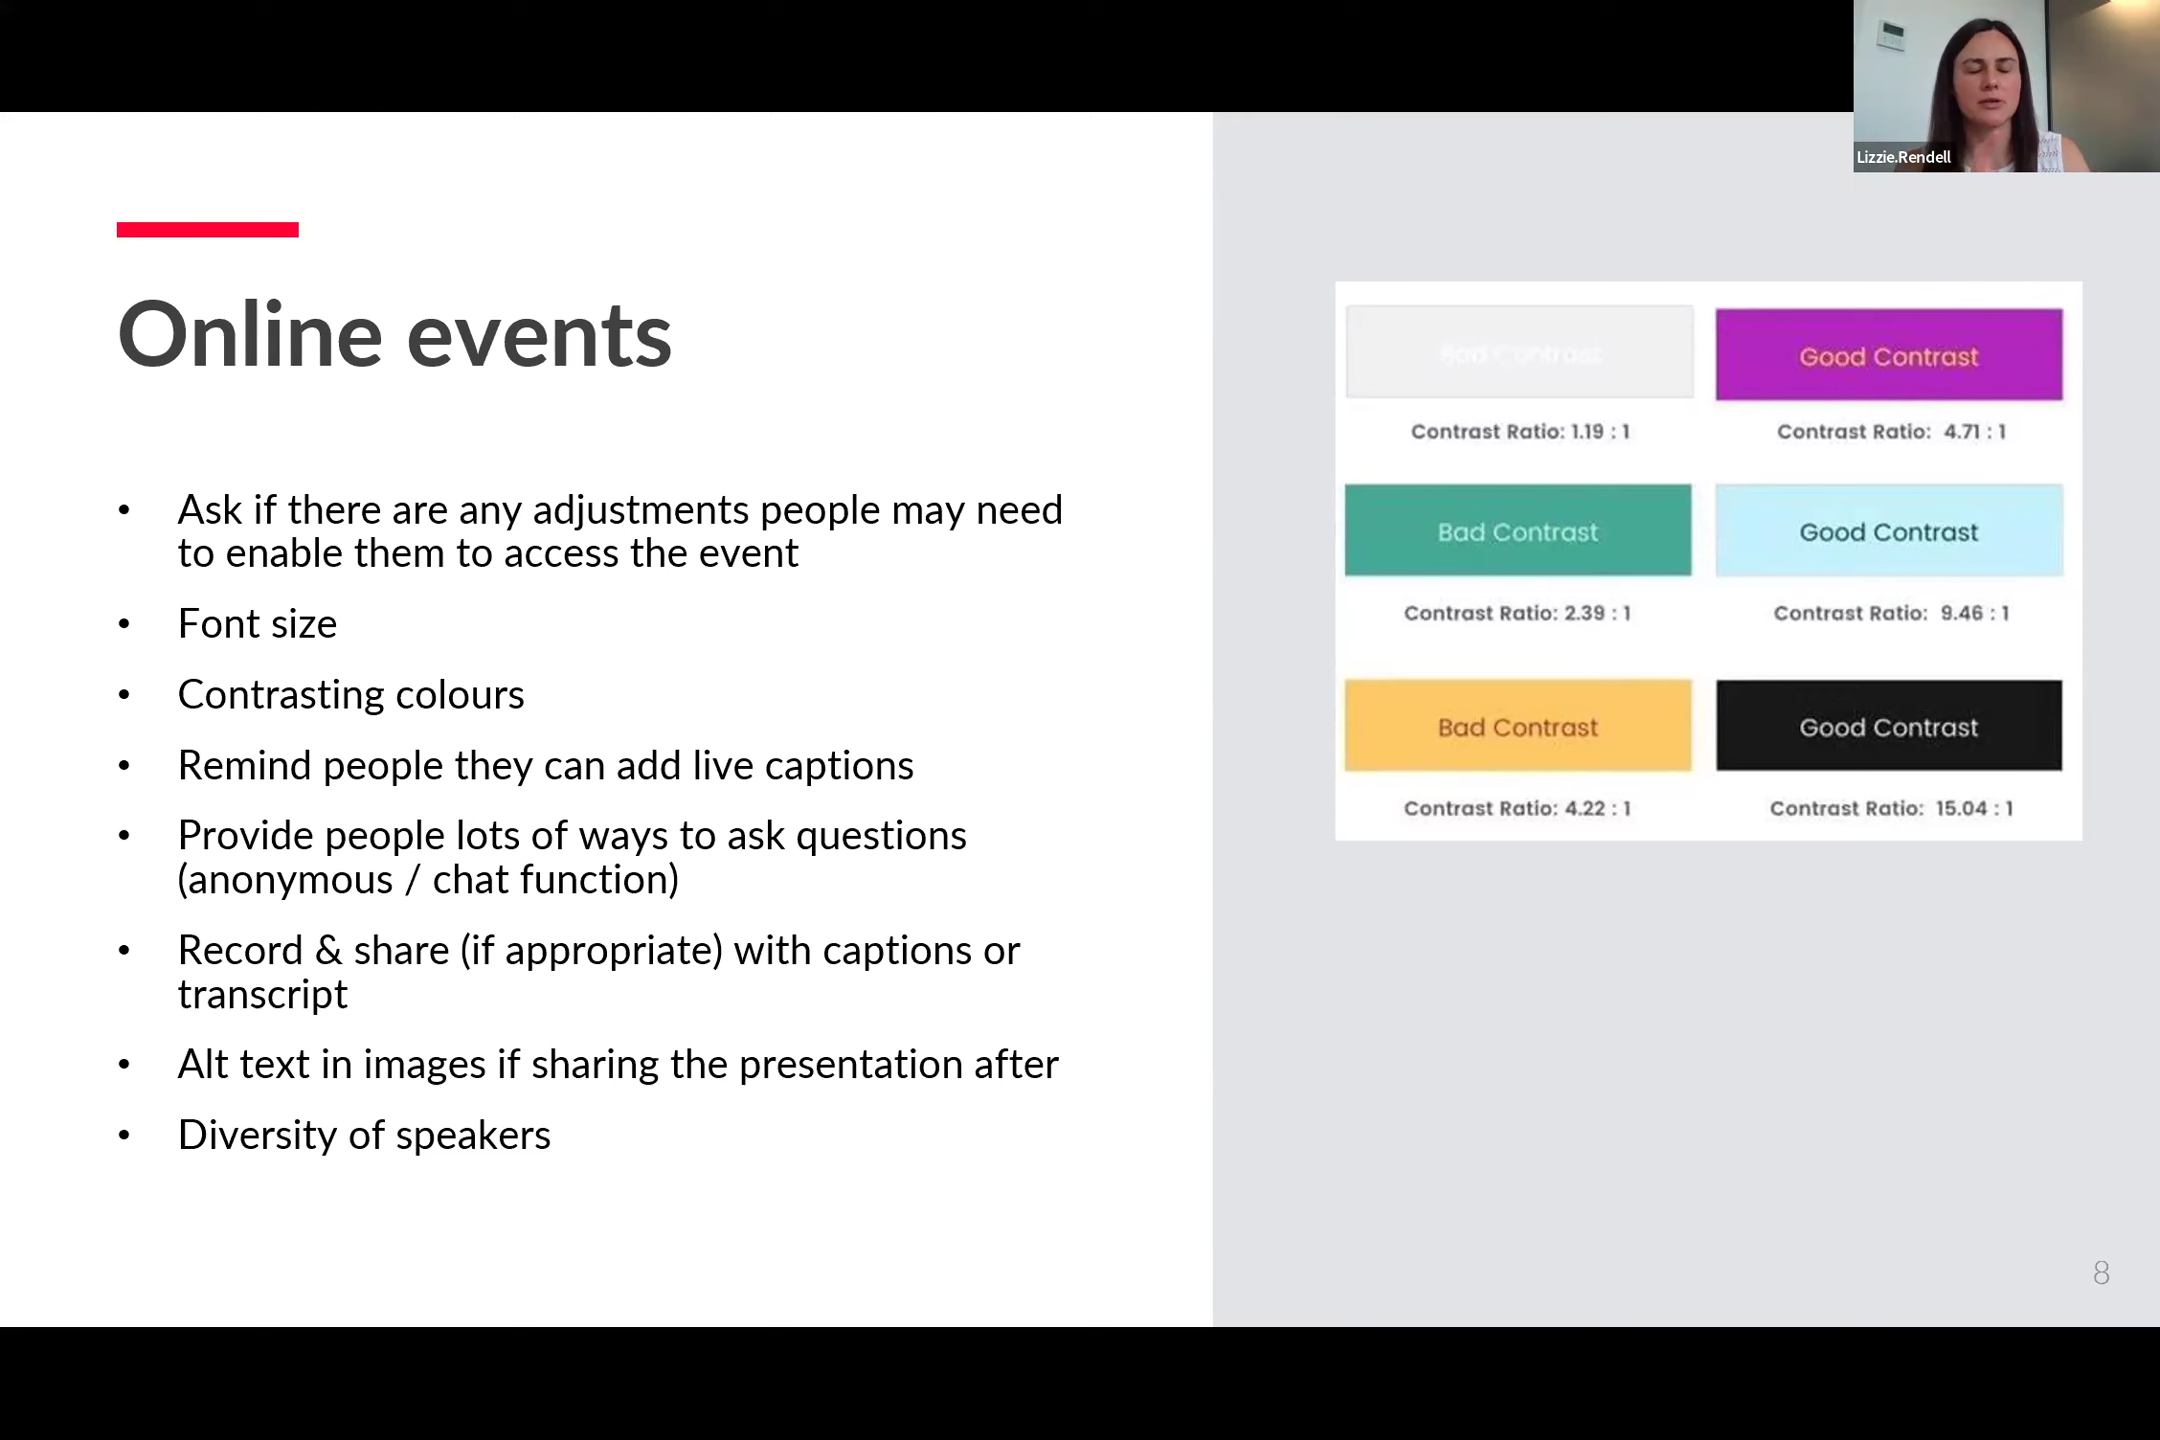 Lizzie.Rendell
Online events
• Ask if there are any adjustments people may need
to enable them to access the event
• Font size
• Contrasting colours
• Remind people they can add live captions
• Provide people lots of ways to ask questions
(anonymous / chat function)
• Record & share (if appropriate) with captions or
transcript
• Alt text in images if sharing the presentation after
• Diversity of speakers
Bad Contrast
Good Contrast
Contrast Ratio: 1.19 : 1
Contrast Ratio: 4.71 : 1
Bad Contrast
Good Contrast
Contrast Ratio: 2.39 : 1
Contrast Ratio: 9.46 : 1
Bad Contrast
Good Contrast
Contrast Ratio: 4.22 : 1
Contrast Ratio: 15.04 : 1
8